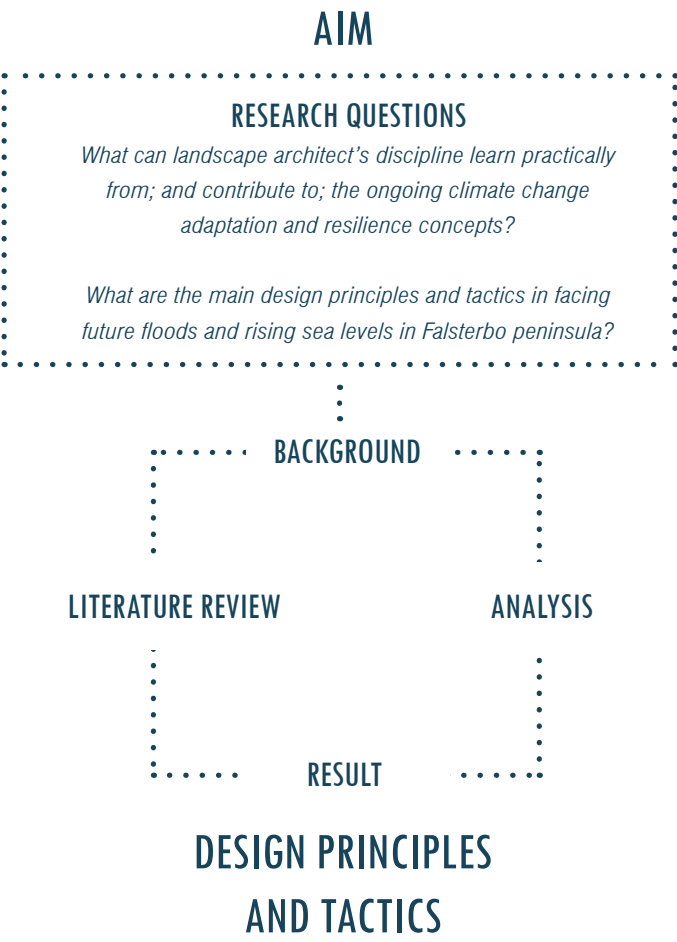 AIM
RESEARCH QUESTIONS
What can landscape architect's discipline learn practically
from; and contribute to; the ongoing climate change
adaptation and resilience concepts?
What are the main design principles and tactics in facing
future floods and rising sea levels in Falsterbo peninsula?
BACKGROUND
LITERATURE REVIEW ANALYSIS
RESULT
DESIGN PRINCIPLES
AND TACTICS